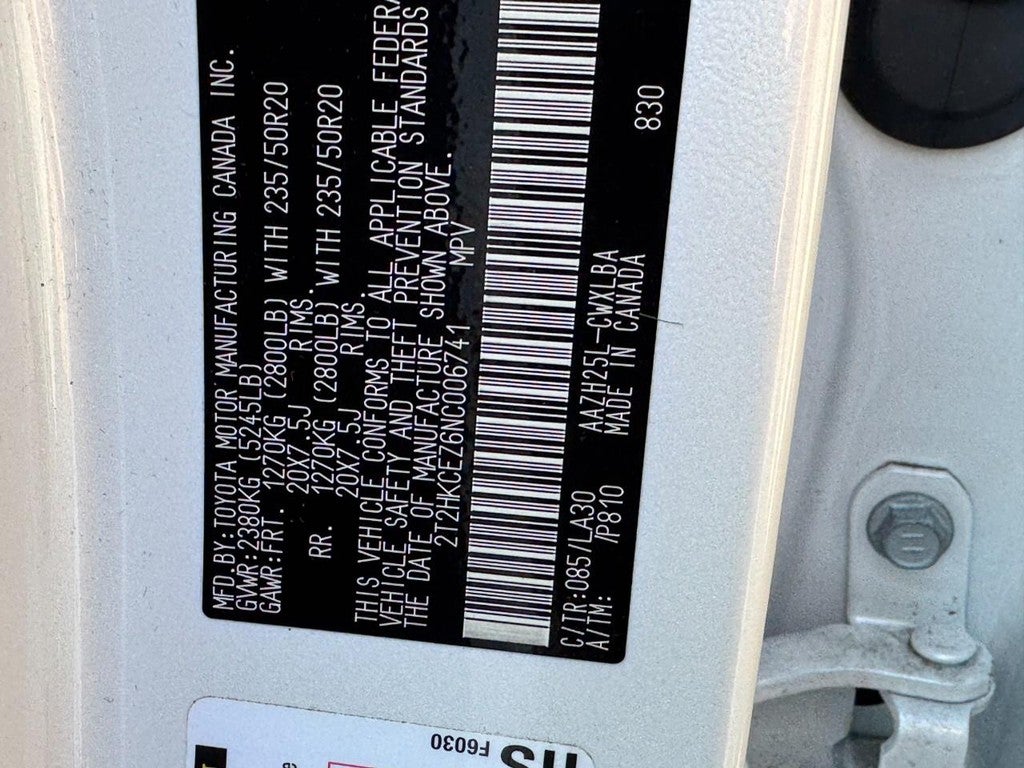 MFD.BY:TOYOTA MOTOR MANUFACTURING CANADA INC.
GVWR:2380KG (5245LB)
GAWR:FRT. 1270KG (2800LB) WITH 235/50R20
20X7.5J RIMS.
RR. 1270KG (2800LB) WITH 235/50R20
20X7.5J RIMS.
THIS VEHICLE CONFORMS TO ALL APPLICABLE FEDERA
VEHICLE SAFETY AND THEFT PREVENTION STANDARDS
THE DATE OF MANUFACTURE SHOWN ABOVE.
2T2HKCEZ6NC006741 MPV
C/TR:085/LA30 AAZH25L-CWXLBA 830
A/TM: /P810 MADE IN CANADA
HS
F6030